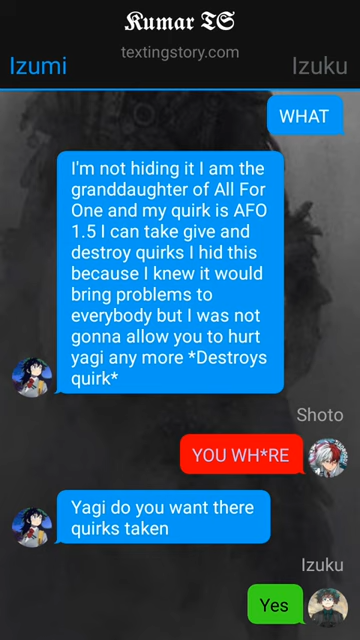 Kumar TS
textingstory.com
Izumi
Izuku
WHAT
I'm not hiding it I am the
granddaughter of All For
One and my quirk is AFO
1.5 I can take give and
destroy quirks I hid this
because I knew it would
bring problems to
everybody but I was not
gonna allow you to hurt
yagi any more *Destroys
quirk*
Shoto
YOU WH*RE
Yagi do you want there
quirks taken
Izuku
Yes